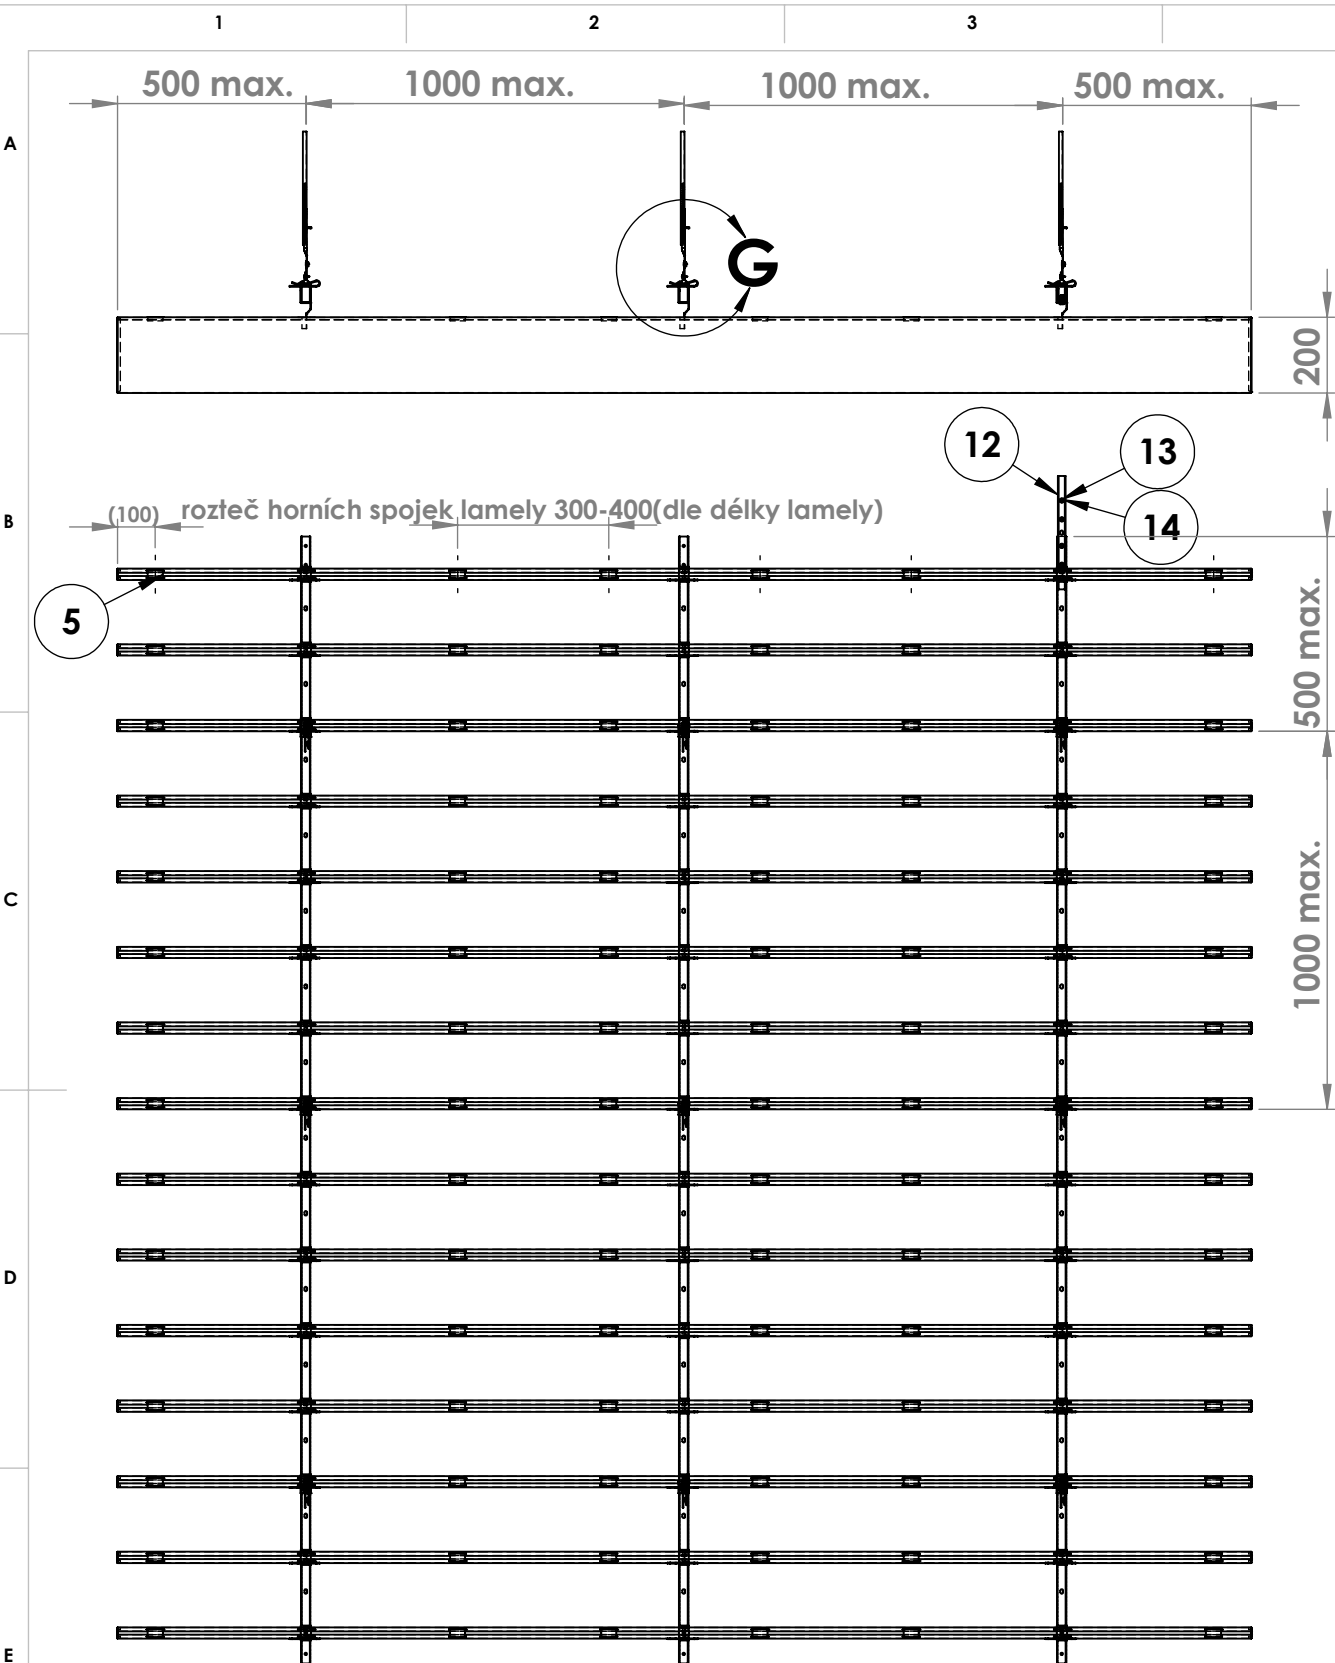 1 2 3
500 max. 1000 max. 1000 max. 500 max.
A
G
200
12 13
14
B
(100) rozteč horních spojek lamely 300-400(dle délky lamely)
5
500 max.
C
1000 max.
D
E